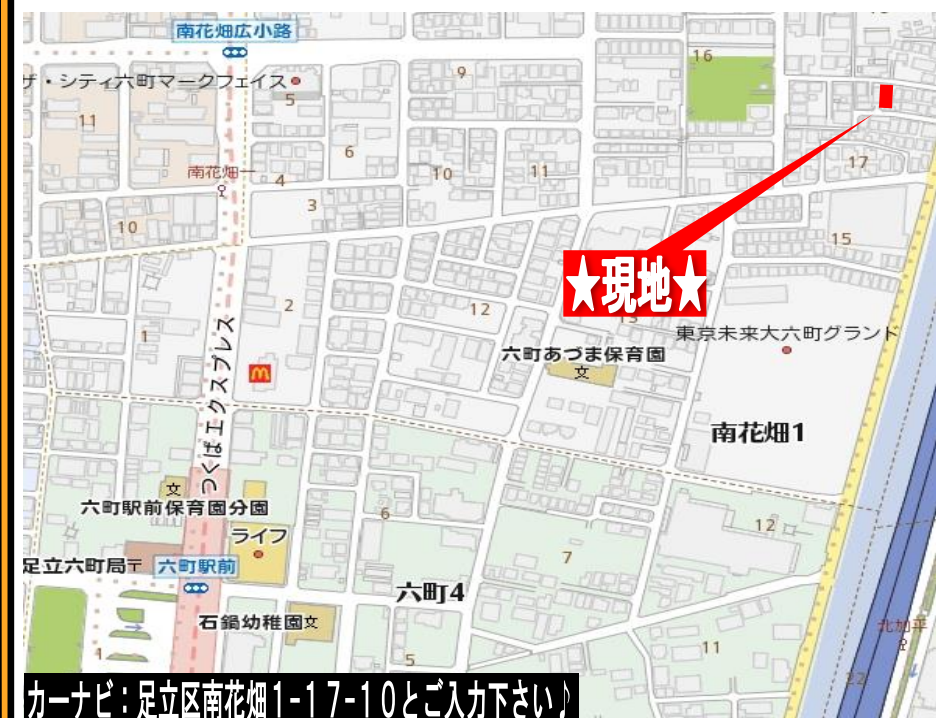 南花畑広小路
ザ・シティ六町マークフェイス
16
9
5
11
6
南花畑一
4
10
11
17
3
10
15
★現地★
2
12
13
1
東京未来大六町グランド
六町あづま保育園
文
つくばエクスプレス
南花畑1
文
六町駅前保育園分園
6
12
ライフ
7
足立六町局〒
六町駅前
六町4
北加平
石鍋幼稚園文
11
1
5
22
カーナビ:足立区南花畑1-17-10とご入力下さい♪